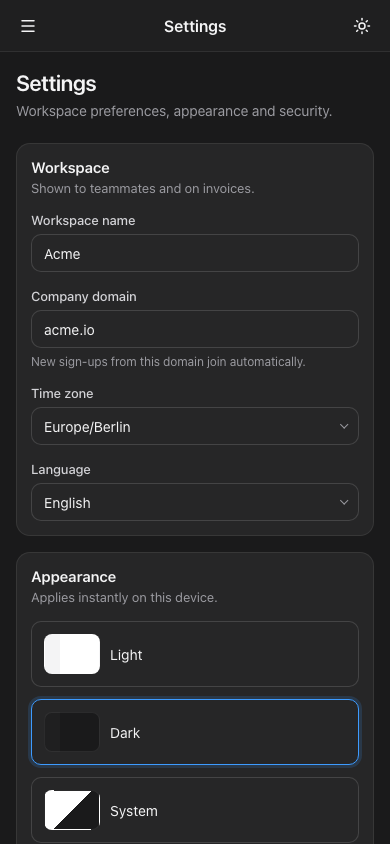 Settings
Settings
Workspace preferences, appearance and security.
Workspace
Shown to teammates and on invoices.
Workspace name
Acme
Company domain
acme.io
New sign-ups from this domain join automatically.
Time zone
Europe/Berlin
Language
English
Appearance
Applies instantly on this device.
Light
Dark
System